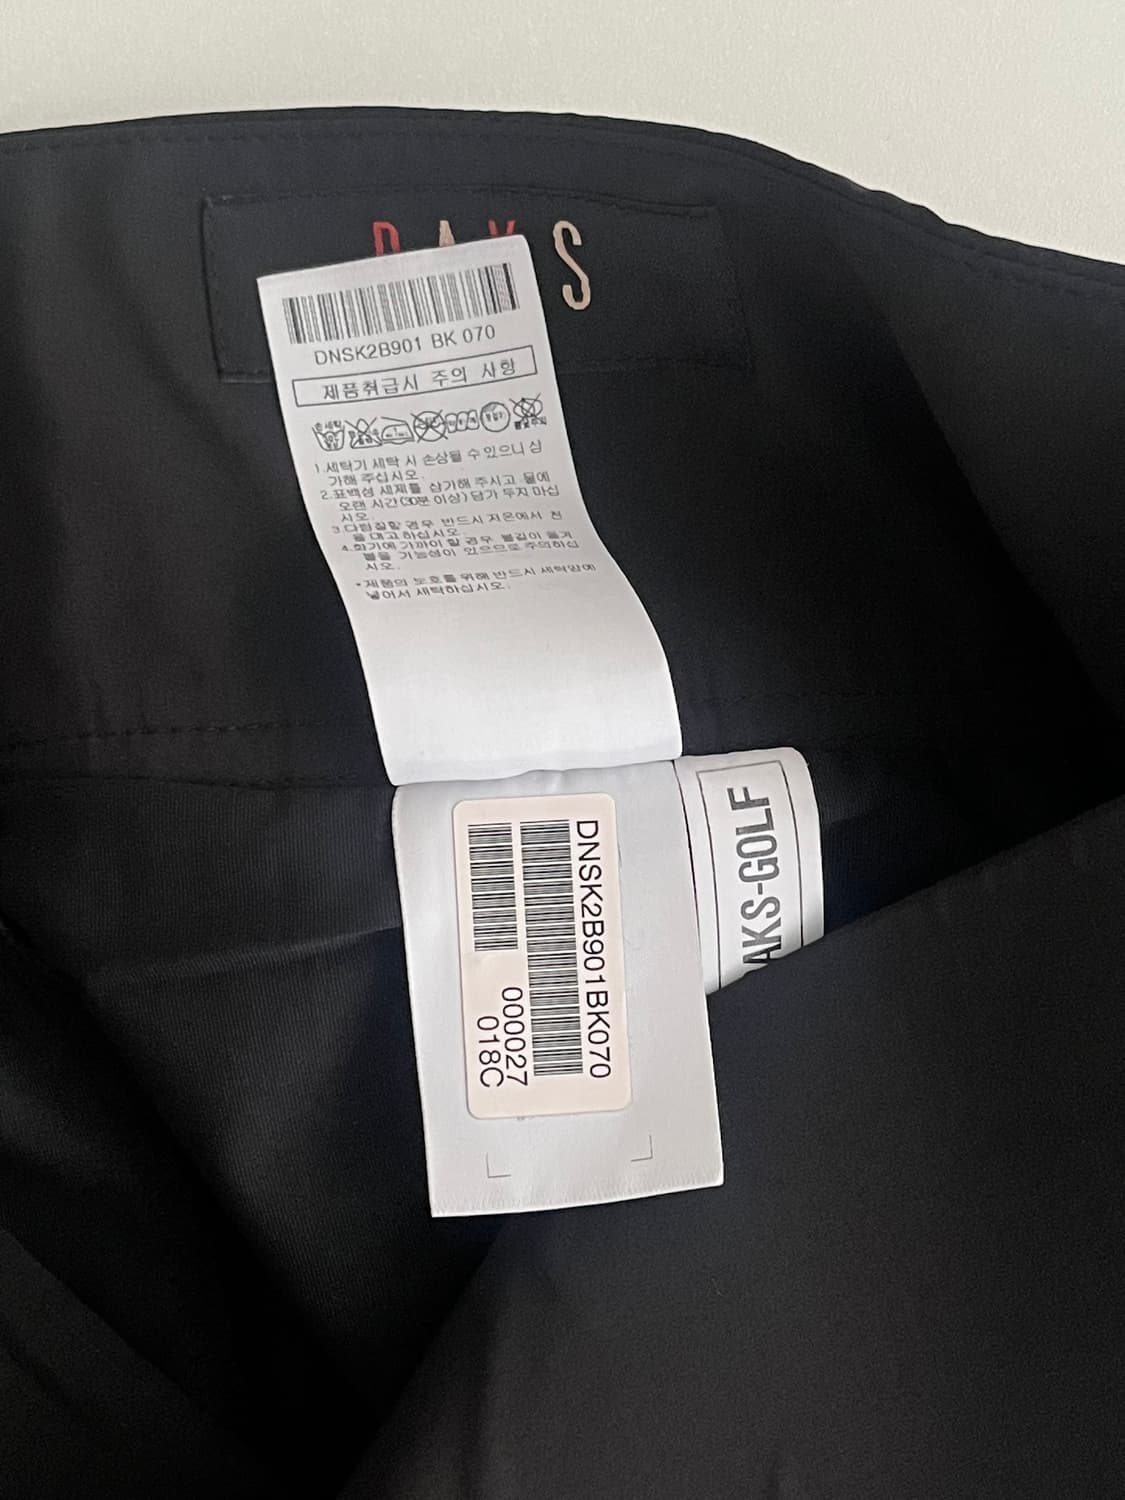 DAKS
DNSK2B901 BK 070
제품취급시 주의 사항
손세탁
1.세탁기 세탁 시 손상될 수 있으니 삼
가해 주십시오.
2.표백성 세제를 삼가해 주시고 물에
오랜 시간(30분 이상) 담가 두지 마십
시오.
3.다림질할 경우 반드시 저온에서 천
을 대고 하십시오.
4.화기에 가까이 할 경우 불길이 옮겨
붙을 가능성이 있으므로 주의하십
시오.
*제품의 보호를 위해 반드시 세탁망에
넣어서 세탁하십시오.
DNSK2B901BK070
000027
018C
AKS-GOLF